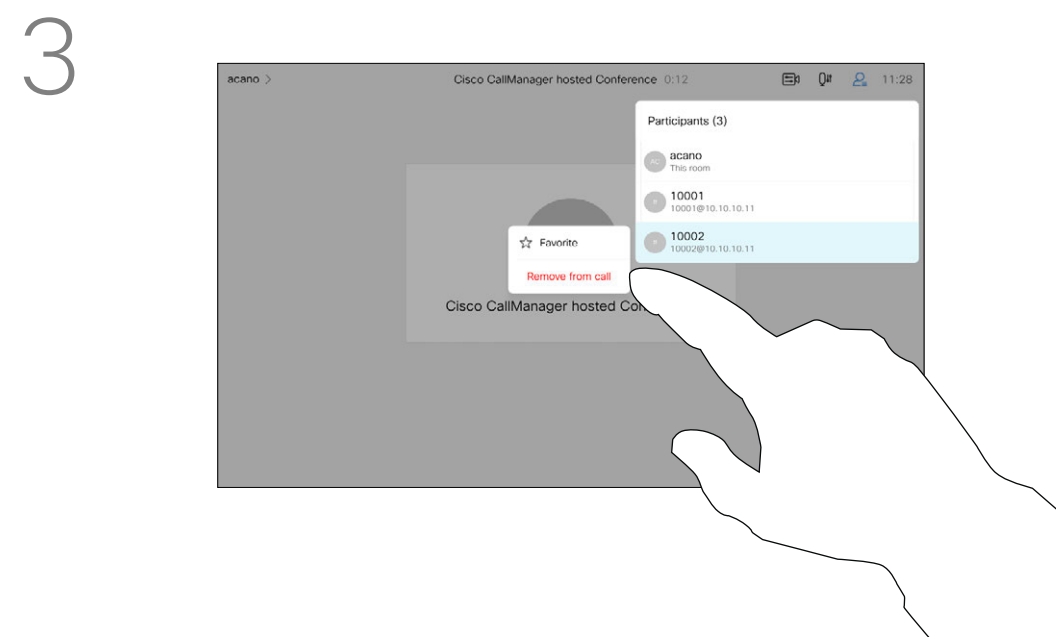 3
acano >
Cisco CallManager hosted Conference 0:12
11:28
Participants (3)
AC
acano
This room
10001
10001@10.10.10.11
10002
10002@10.10.10.11
Favorite
Remove from call
Cisco CallManager hosted